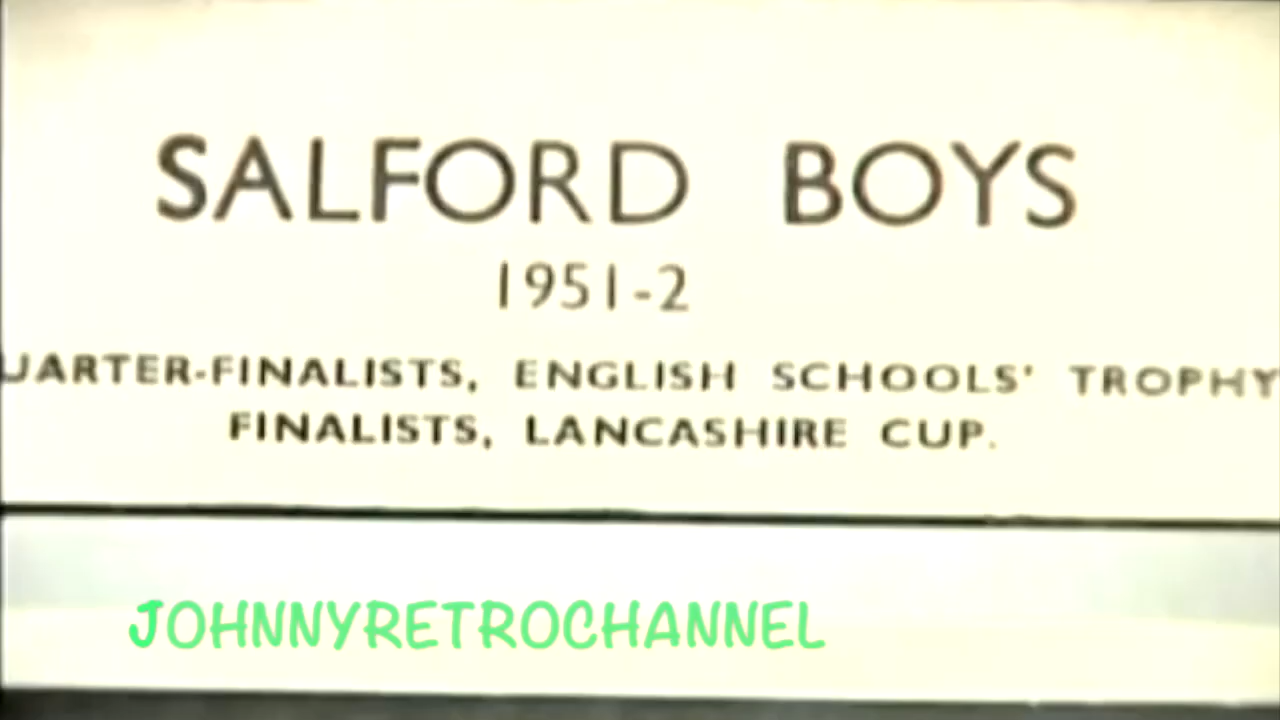 SALFORD BOYS
1951-2
UARTER-FINALISTS, ENGLISH SCHOOLS' TROPHY
FINALISTS, LANCASHIRE CUP.
JOHNNYRETROCHANNEL